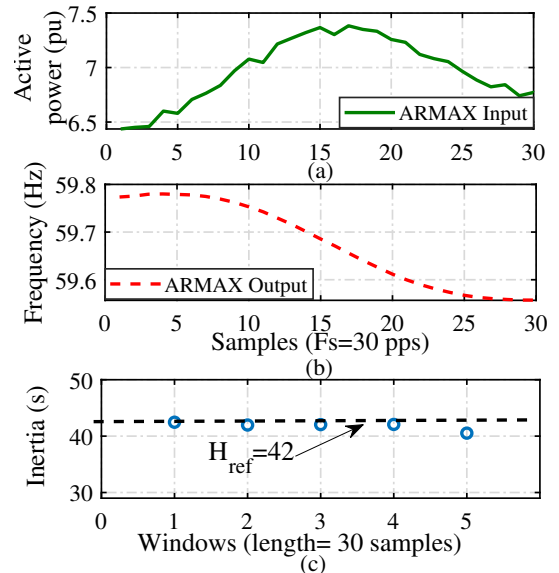 Active
power (pu)
7.5
7
6.5
ARMAX Input
0 5 10 15 20 25 30
(a)
Frequency (Hz)
59.8
59.7
59.6
ARMAX Output
0 5 10 15 20 25 30
Samples (Fs=30 pps)
(b)
Inertia (s)
50
40
30
H_ref=42
0 1 2 3 4 5
Windows (length= 30 samples)
(c)